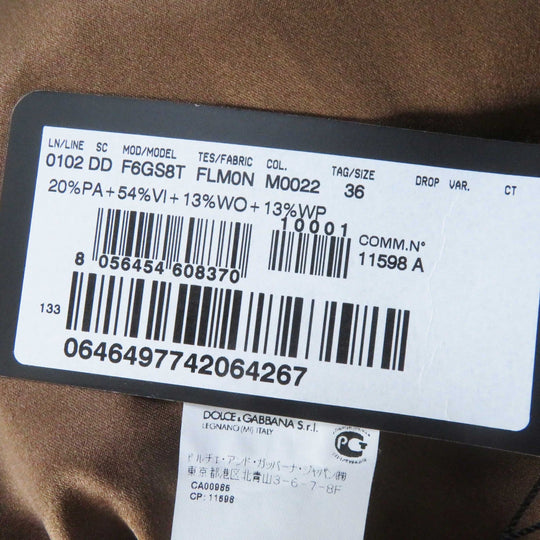 LN/LINE SC MOD/MODEL TES/FABRIC COL. TAG/SIZE DROP VAR. CT
0102 DD F6GS8T FLM0N M0022 36
20%PA+54%VI+13%WO+13%WP
10001
COMM.N°
11598 A
8 056454 608370
133
0646497742064267
DOLCE & GABBANA S.r.l.
LEGNANO (MI) ITALY
ドルチェ・アンド・ガッバーナ・ジャパン㈱
東京都港区北青山3-6-7-8F
CA00985
CP: 11598